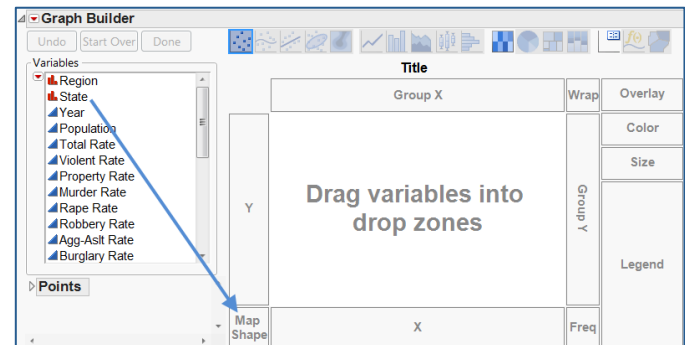 Graph Builder
Undo Start Over Done
Variables
Region
State
Year
Population
Total Rate
Violent Rate
Property Rate
Murder Rate
Rape Rate
Robbery Rate
Agg-Aslt Rate
Burglary Rate
Points
Title
Group X
Wrap
Overlay
Color
Size
Y
Drag variables into
drop zones
Group Y
Legend
Map
Shape
X
Freq